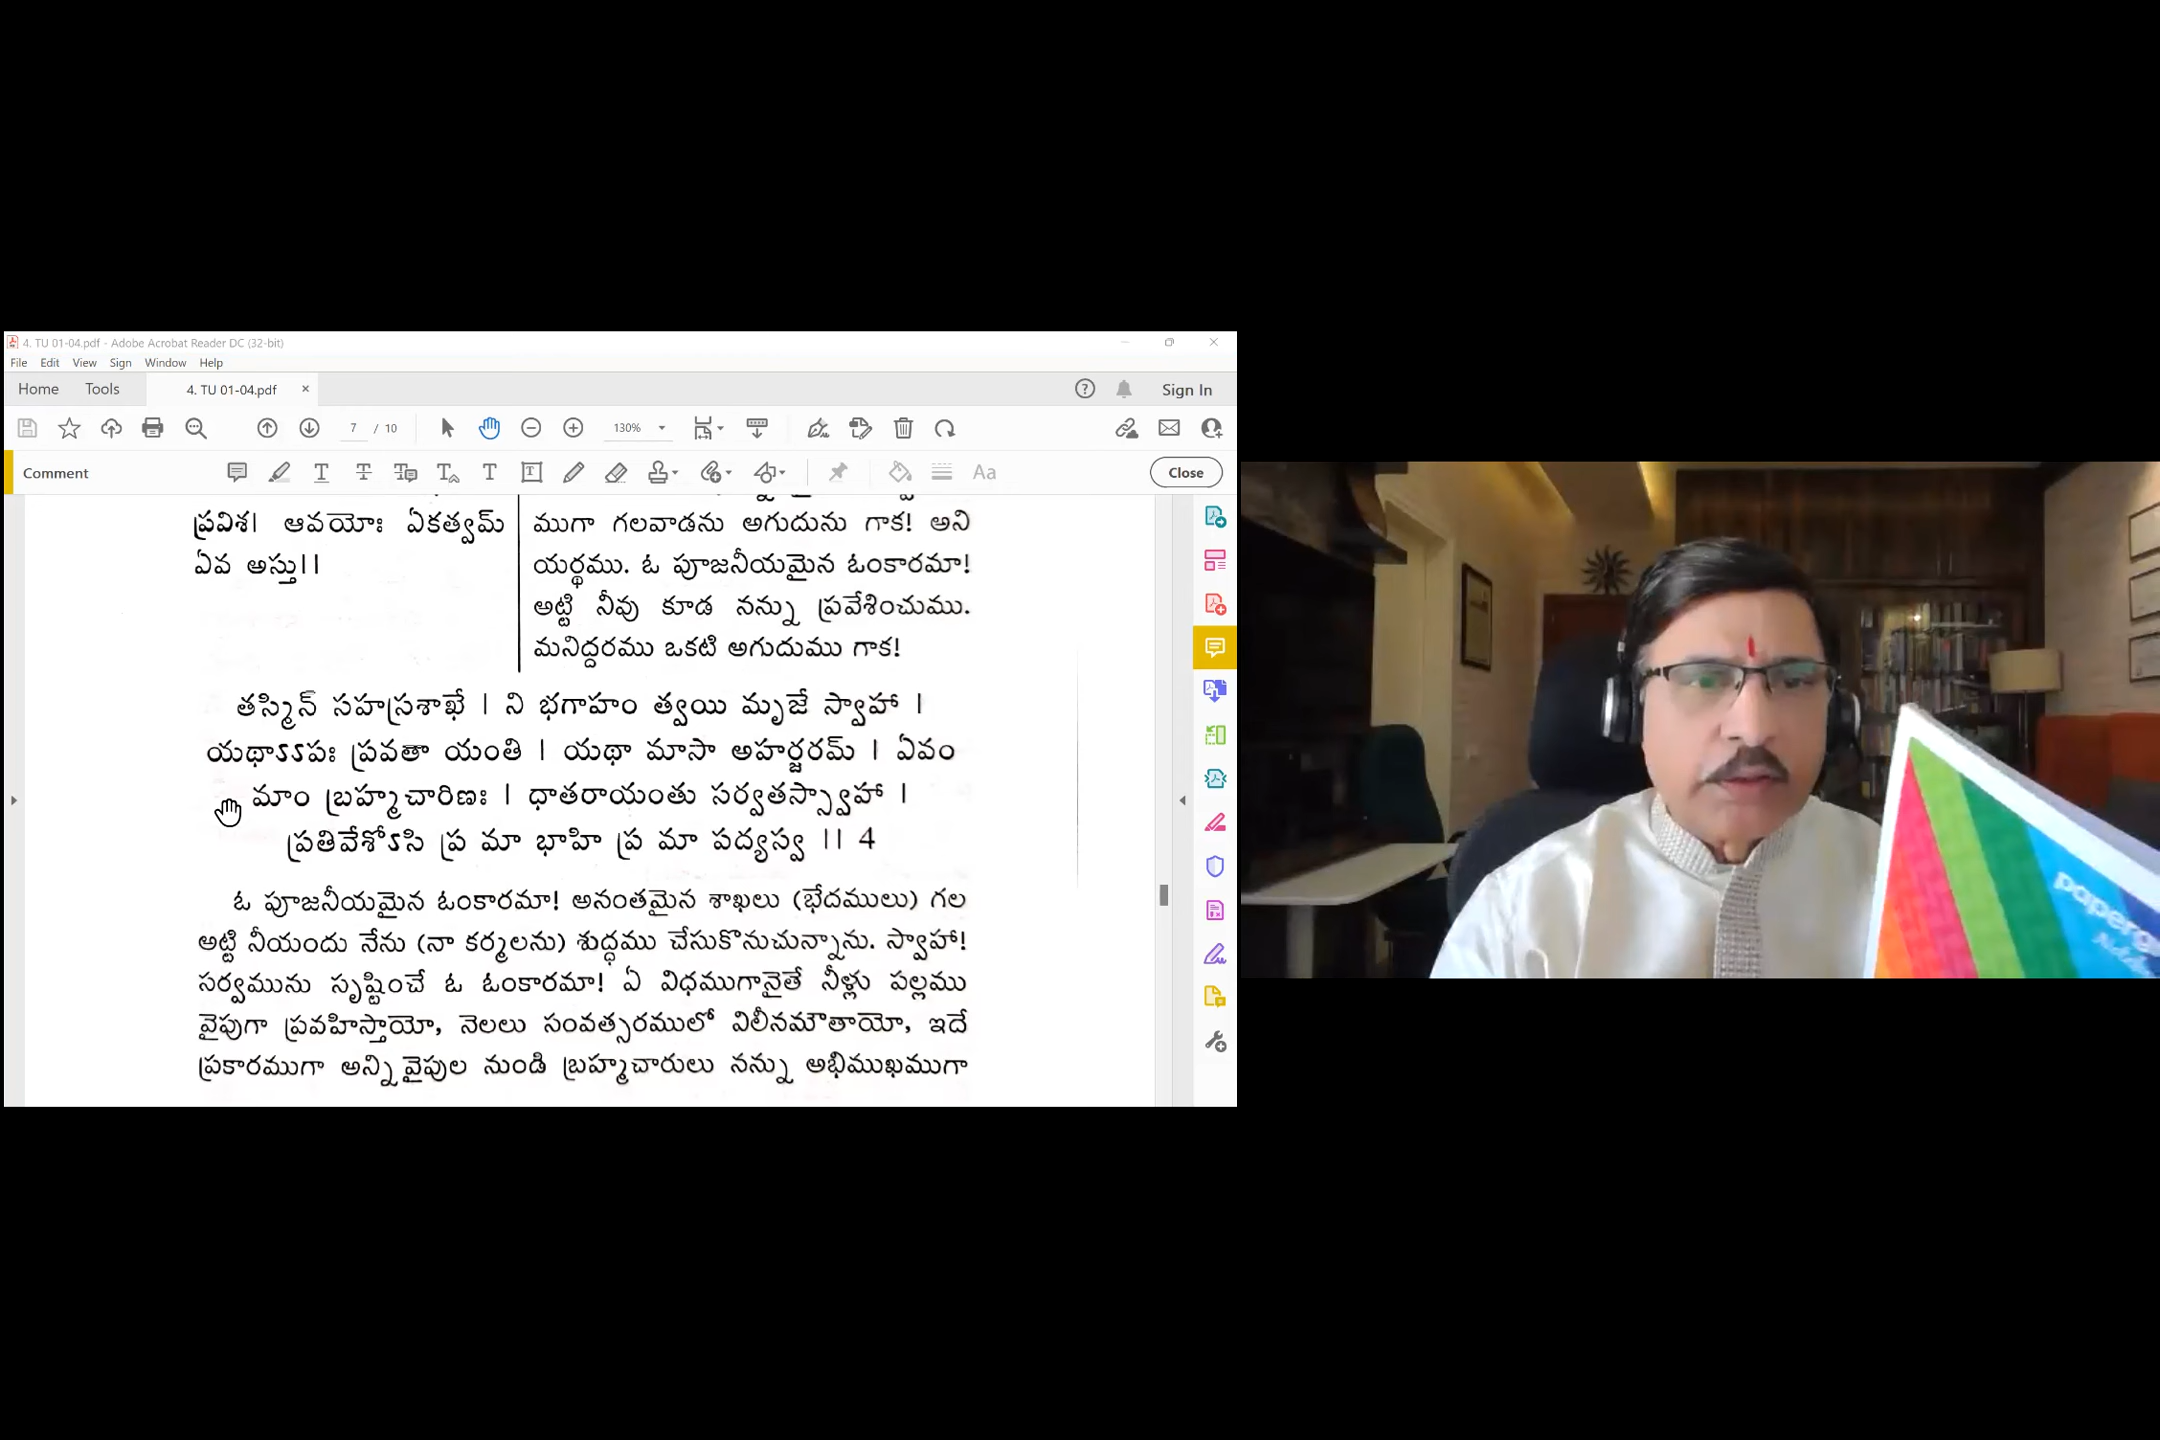 4. TU 01-04.pdf - Adobe Acrobat Reader DC (32-bit)
File Edit View Sign Window Help
Home Tools 4. TU 01-04.pdf × Sign In
7 / 10 130%
Comment Aa Close
ప్రవిశ। ఆవయోః ఏకత్వమ్
ఏవ అస్తు।।
ముగా గలవాడను అగుదును గాక! అని
యర్థము. ఓ పూజనీయమైన ఓంకారమా!
అట్టి నీవు కూడ నన్ను ప్రవేశించుము.
మనిద్దరము ఒకటి అగుదుము గాక!
తస్మిన్ సహస్రశాఖే । ని భగాహం త్వయి మృజే స్వాహా ।
యథాఽఽపః ప్రవతా యంతి । యథా మాసా అహర్జరమ్ । ఏవం
మాం బ్రహ్మచారిణః । ధాతరాయంతు సర్వతస్స్వాహా ।
ప్రతివేశోఽసి ప్ర మా భాహి ప్ర మా పద్యస్వ ।। 4
ఓ పూజనీయమైన ఓంకారమా! అనంతమైన శాఖలు (భేదములు) గల
అట్టి నీయందు నేను (నా కర్మలను) శుద్ధము చేసుకొనుచున్నాను. స్వాహా!
సర్వమును సృష్టించే ఓ ఓంకారమా! ఏ విధముగానైతే నీళ్లు పల్లము
వైపుగా ప్రవహిస్తాయో, నెలలు సంవత్సరములో విలీనమౌతాయో, ఇదే
ప్రకారముగా అన్ని వైపుల నుండి బ్రహ్మచారులు నన్ను అభిముఖముగా